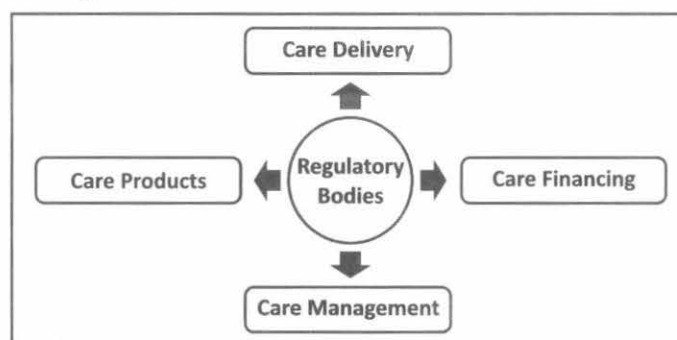 Care Delivery
Care Products
Regulatory
Bodies
Care Financing
Care Management